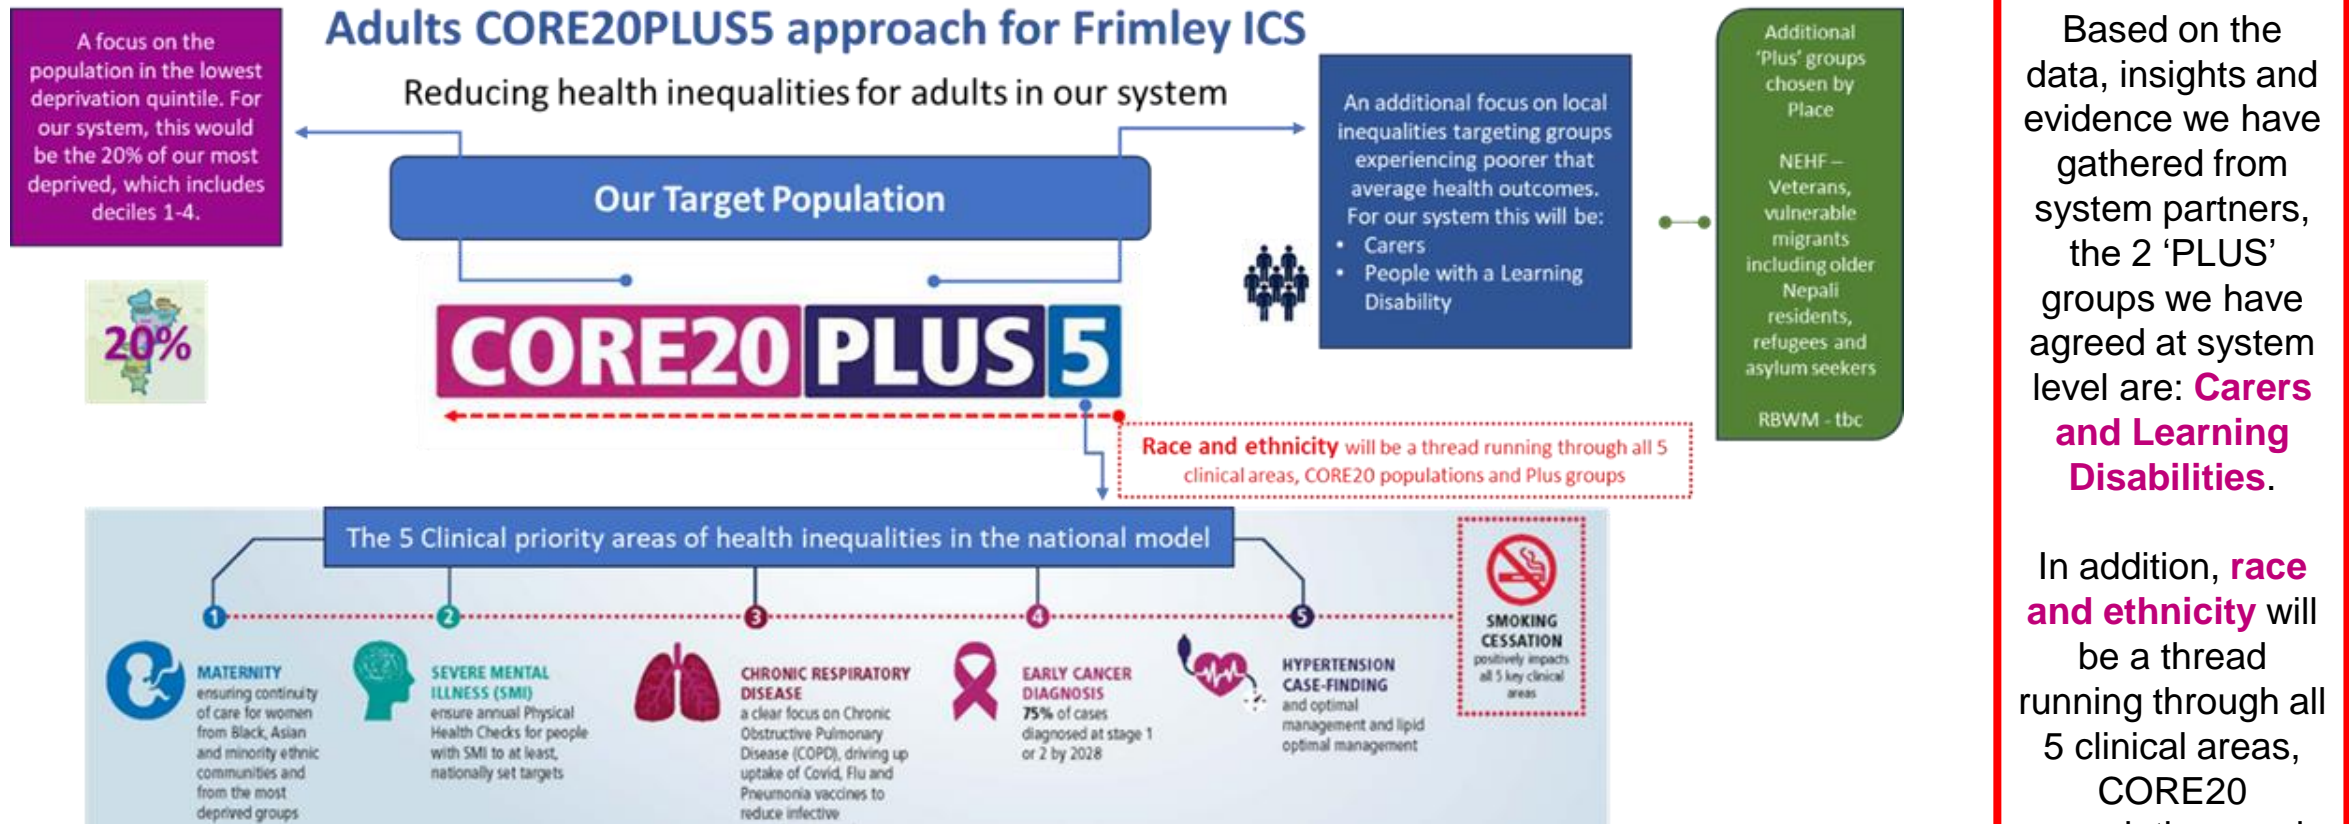 Adults CORE20PLUS5 approach for Frimley ICS
Reducing health inequalities for adults in our system
A focus on the
population in the lowest
deprivation quintile. For
our system, this would
be the 20% of our most
deprived, which includes
deciles 1-4.
20%
Our Target Population
An additional focus on local
inequalities targeting groups
experiencing poorer that
average health outcomes.
For our system this will be:
• Carers
• People with a Learning
Disability
Additional
'Plus' groups
chosen by
Place
NEHF –
Veterans,
vulnerable
migrants
including older
Nepali
residents,
refugees and
asylum seekers
RBWM - tbc
CORE20 PLUS 5
Race and ethnicity will be a thread running through all 5
clinical areas, CORE20 populations and Plus groups
The 5 Clinical priority areas of health inequalities in the national model
1
MATERNITY
ensuring continuity
of care for women
from Black, Asian
and minority ethnic
communities and
from the most
deprived groups
2
SEVERE MENTAL
ILLNESS (SMI)
ensure annual Physical
Health Checks for people
with SMI to at least,
nationally set targets
3
CHRONIC RESPIRATORY
DISEASE
a clear focus on Chronic
Obstructive Pulmonary
Disease (COPD), driving up
uptake of Covid, Flu and
Pneumonia vaccines to
reduce infective
4
EARLY CANCER
DIAGNOSIS
75% of cases
diagnosed at stage 1
or 2 by 2028
5
HYPERTENSION
CASE-FINDING
and optimal
management and lipid
optimal management
SMOKING
CESSATION
positively impacts
all 5 key clinical
areas
Based on the
data, insights and
evidence we have
gathered from
system partners,
the 2 ‘PLUS’
groups we have
agreed at system
level are: Carers
and Learning
Disabilities.
In addition, race
and ethnicity will
be a thread
running through all
5 clinical areas,
CORE20